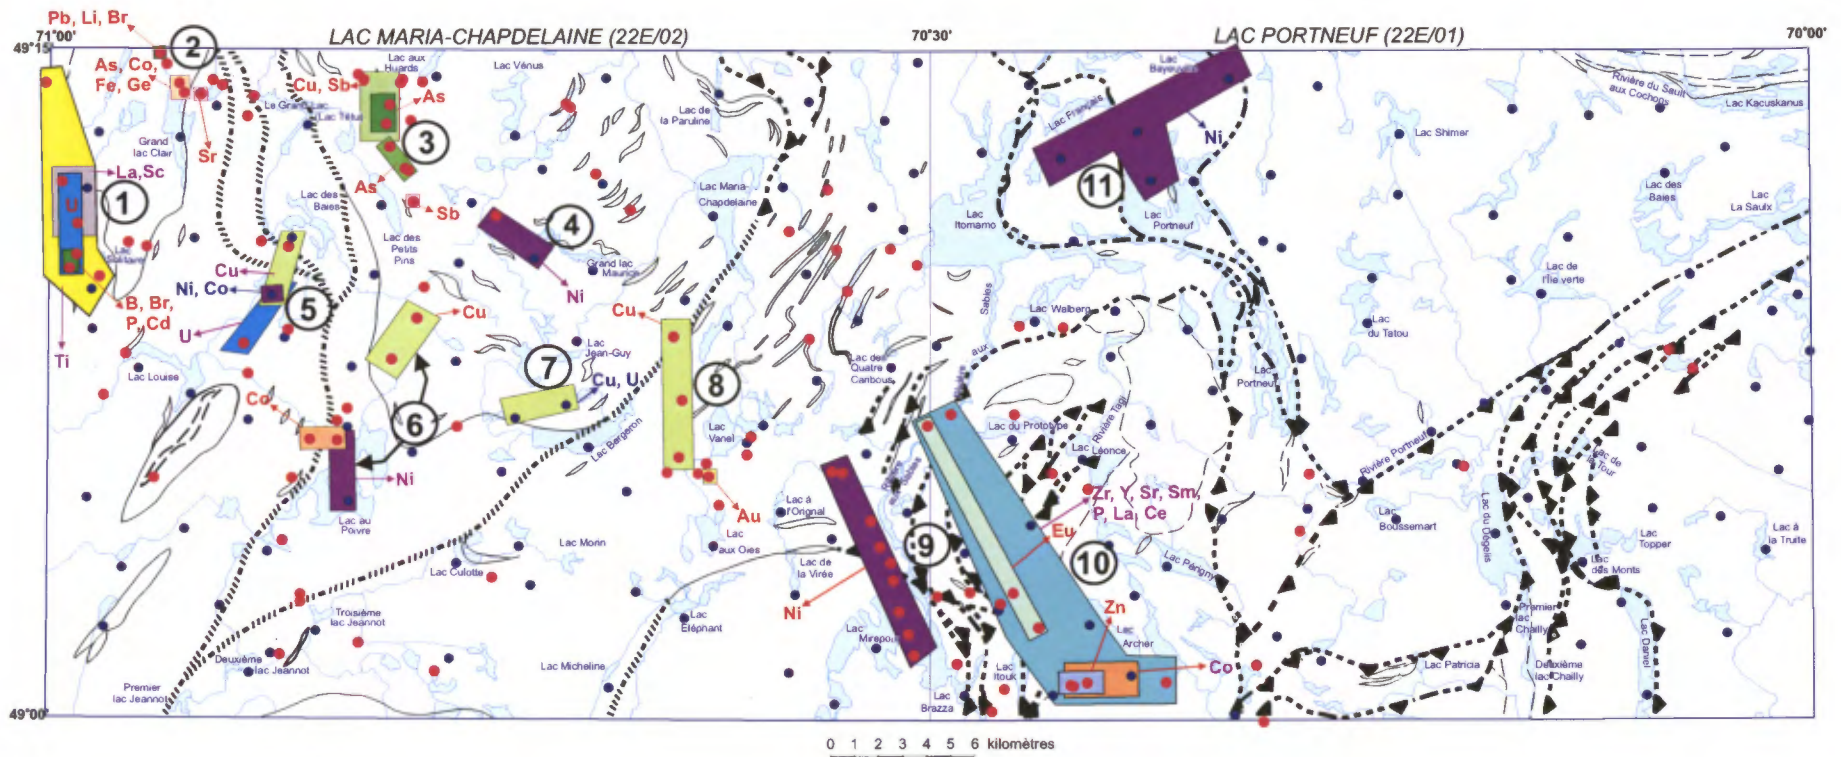 Pb, Li, Br
71°00'
LAC MARIA-CHAPDELAINE (22E/02)
70°30'
LAC PORTNEUF (22E/01)
70°00'
49°15'
2
As, Co,
Fe, Ge
Sr
Cu, Sb
Lac aux
Huards
As
Lac Vénus
Le Grand Lac
Lac Têtus
3
Lac de
la Paruline
Lac Français
Ni
11
Lac Shimer
Rivière du Sault
aux Cochons
Lac Kacuskanus
Grand
lac Clair
La,Sc
U
1
Lac
Solitaire
Lac des
Baies
As
Sb
Lac des
Petits
Pins
4
Grand lac
Maurice
Ni
Lac Maria-
Chapdelaine
Lac
Itomamo
Lac
Portneuf
Lac des
Baies
Lac
La Saulx
Cu
Ni, Co
5
U
B, Br,
P, Cd
Ti
Lac Louise
Cu
Cu
Lac
Jean-Guy
7
Cu, U
8
Lac des
Quatre
Caribous
Sables
aux
Lac Walberg
Lac de
l'Île verte
Lac
du Tatou
Lac
Portneuf
Co
6
Ni
Lac au
Poivre
Lac Bergeron
Lac
Vanel
Au
Lac
aux Oies
Lac à
l'Orignal
Lac du Prototype
Rivière Tagi
Lac
Léonce
Zr, Y, Sr, Sm,
P, La, Ce
Eu
Rivière Portneuf
Lac
Boussemart
Lac de
la Tour
Lac
Topper
Lac à
la Truite
Lac Culotte
Lac Morin
Lac de
la Virée
9
10
Lac Périgny
Lac
des Monts
Troisième
lac Jeannot
Ni
Lac
Éléphant
Zn
Lac
Archer
Premier
lac
Chailly
Deuxième
lac Jeannot
Lac Micheline
Co
Lac
Itouk
Lac Patricia
Deuxième
lac Chailly
Lac Daniel
Premier
lac Jeannot
Lac
Brazza
49°00'
0 1 2 3 4 5 6 kilomètres